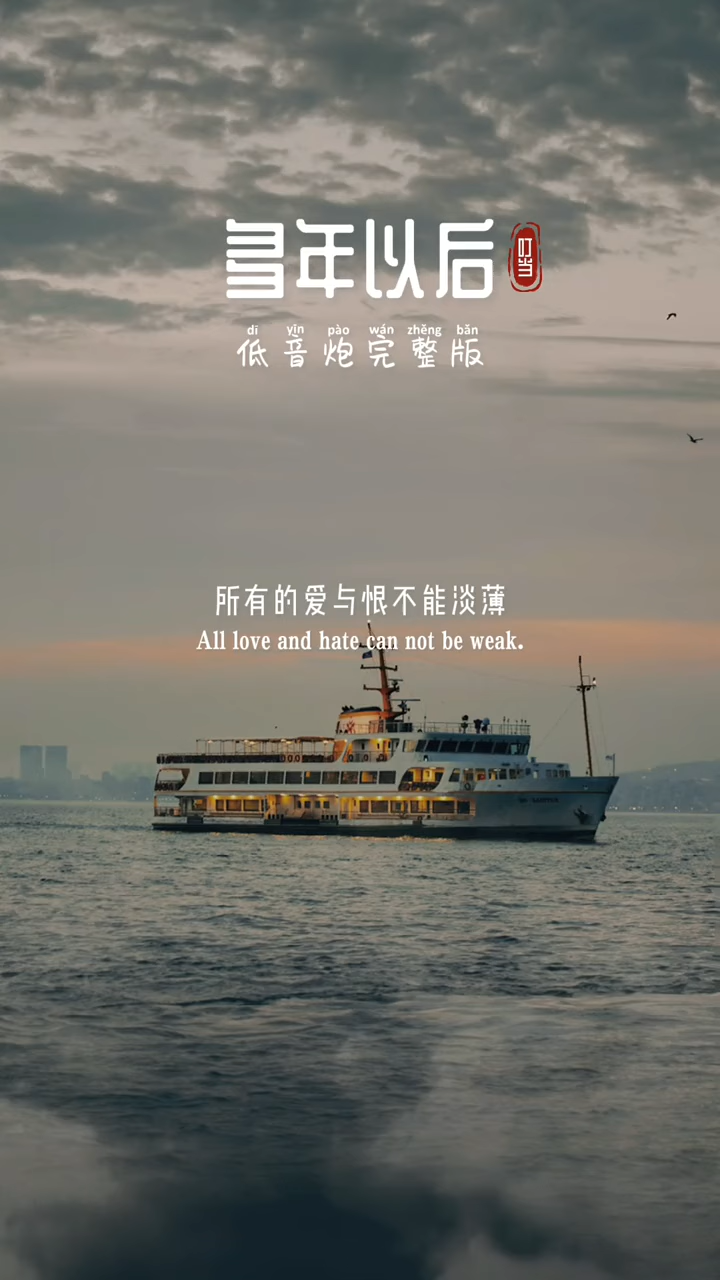 多年以后
叮当
dī yīn pào wán zhěng bǎn
低音炮完整版
所有的爱与恨不能淡薄
All love and hate can not be weak.